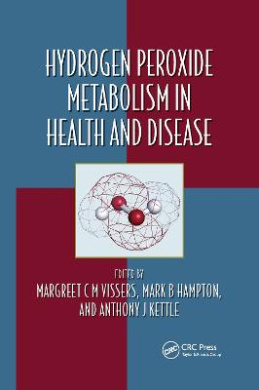 HYDROGEN PEROXIDE
METABOLISM IN
HEALTH AND DISEASE
EDITED BY
MARGREET C M VISSERS, MARK B HAMPTON,
AND ANTHONY J KETTLE
CRC Press
Taylor & Francis Group